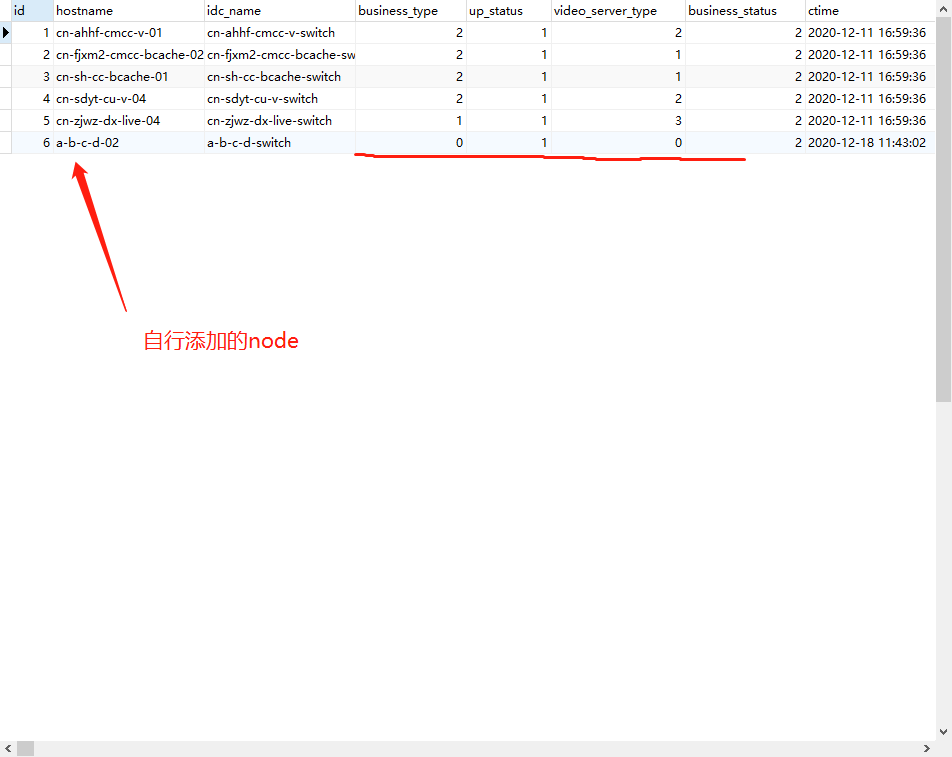 id hostname idc_name business_type up_status video_server_type business_status ctime
1 cn-ahhf-cmcc-v-01 cn-ahhf-cmcc-v-switch 2 1 2 2 2020-12-11 16:59:36
2 cn-fjxm2-cmcc-bcache-02 cn-fjxm2-cmcc-bcache-sw 2 1 1 2 2020-12-11 16:59:36
3 cn-sh-cc-bcache-01 cn-sh-cc-bcache-switch 2 1 1 2 2020-12-11 16:59:36
4 cn-sdyt-cu-v-04 cn-sdyt-cu-v-switch 2 1 2 2 2020-12-11 16:59:36
5 cn-zjwz-dx-live-04 cn-zjwz-dx-live-switch 1 1 3 2 2020-12-11 16:59:36
6 a-b-c-d-02 a-b-c-d-switch 0 1 0 2 2020-12-18 11:43:02
自行添加的node